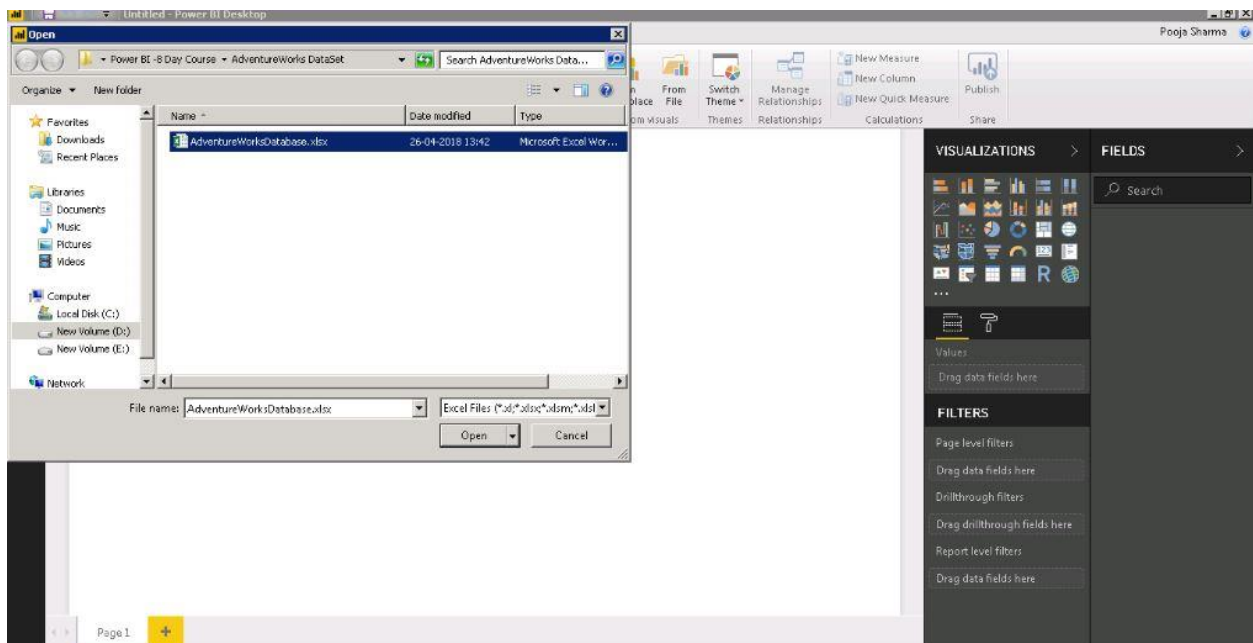 Untitled - Power BI Desktop
Open
Pooja Sharma
Power BI -8 Day Course
AdventureWorks DataSet
Search AdventureWorks Data...
Organize
New folder
Name
Date modified
Type
AdventureWorksDatabase.xlsx
26-04-2018 13:42
Microsoft Excel Wor...
Favorites
Downloads
Recent Places
Libraries
Documents
Music
Pictures
Videos
Computer
Local Disk (C:)
New Volume (D:)
New Volume (E:)
Network
File name:
AdventureWorksDatabase.xlsx
Excel Files (*.xl;*.xlsx;*.xlsm;*.xlsl
Open
Cancel
From
File
Switch
Theme
Manage
Relationships
New Measure
New Column
New Quick Measure
Publish
om visuals
Themes
Relationships
Calculations
Share
VISUALIZATIONS
FIELDS
Search
123
R
...
Values
Drag data fields here
FILTERS
Page level filters
Drag data fields here
Drillthrough filters
Drag drillthrough fields here
Report level filters
Drag data fields here
Page 1
+